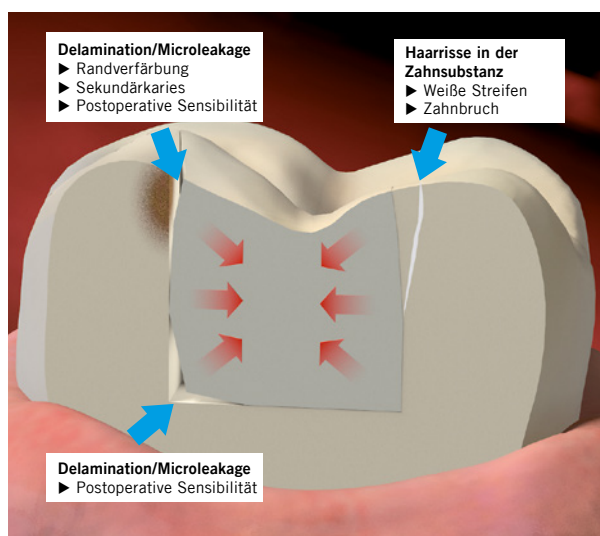 Delamination/Microleakage
▶ Randverfärbung
▶ Sekundärkaries
▶ Postoperative Sensibilität
Haarrisse in der
Zahnsubstanz
▶ Weiße Streifen
▶ Zahnbruch
Delamination/Microleakage
▶ Postoperative Sensibilität